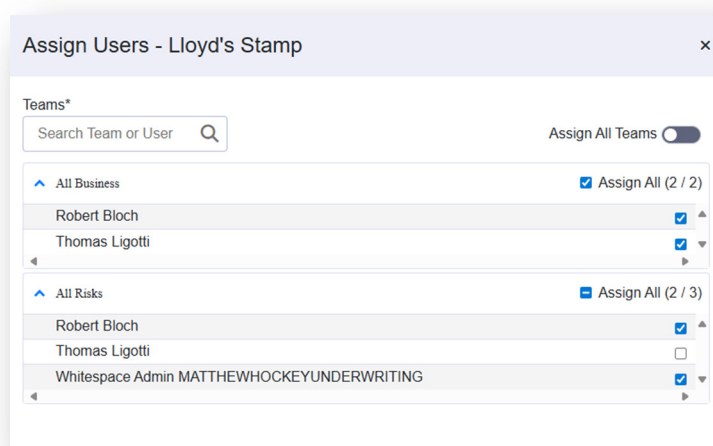 Assign Users - Lloyd's Stamp
Teams*
Search Team or User
Assign All Teams
All Business
Assign All (2 / 2)
Robert Bloch
Thomas Ligotti
All Risks
Assign All (2 / 3)
Robert Bloch
Thomas Ligotti
Whitespace Admin MATTHEWHOCKEYUNDERWRITING